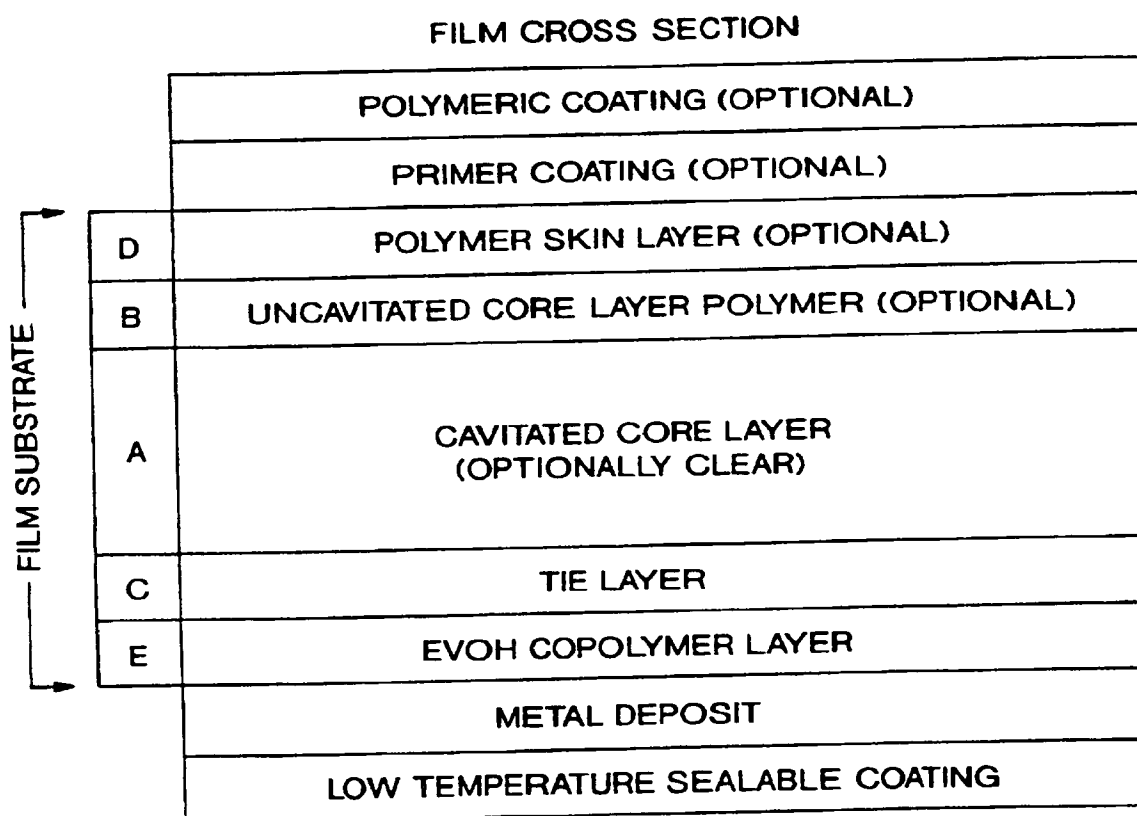 FILM CROSS SECTION
POLYMERIC COATING (OPTIONAL)
PRIMER COATING (OPTIONAL)
FILM SUBSTRATE
D
POLYMER SKIN LAYER (OPTIONAL)
B
UNCAVITATED CORE LAYER POLYMER (OPTIONAL)
A
CAVITATED CORE LAYER
(OPTIONALLY CLEAR)
C
TIE LAYER
E
EVOH COPOLYMER LAYER
METAL DEPOSIT
LOW TEMPERATURE SEALABLE COATING